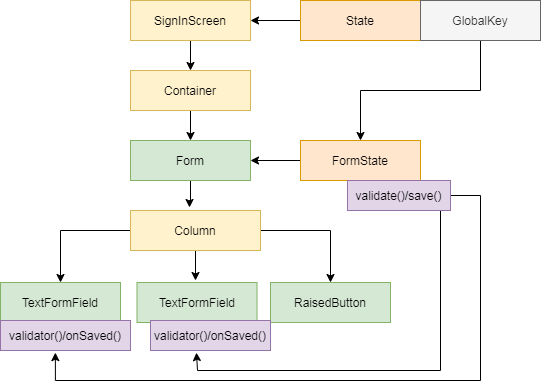 SignInScreen
State
GlobalKey
Container
Form
FormState
validate()/save()
Column
TextFormField
TextFormField
RaisedButton
validator()/onSaved()
validator()/onSaved()